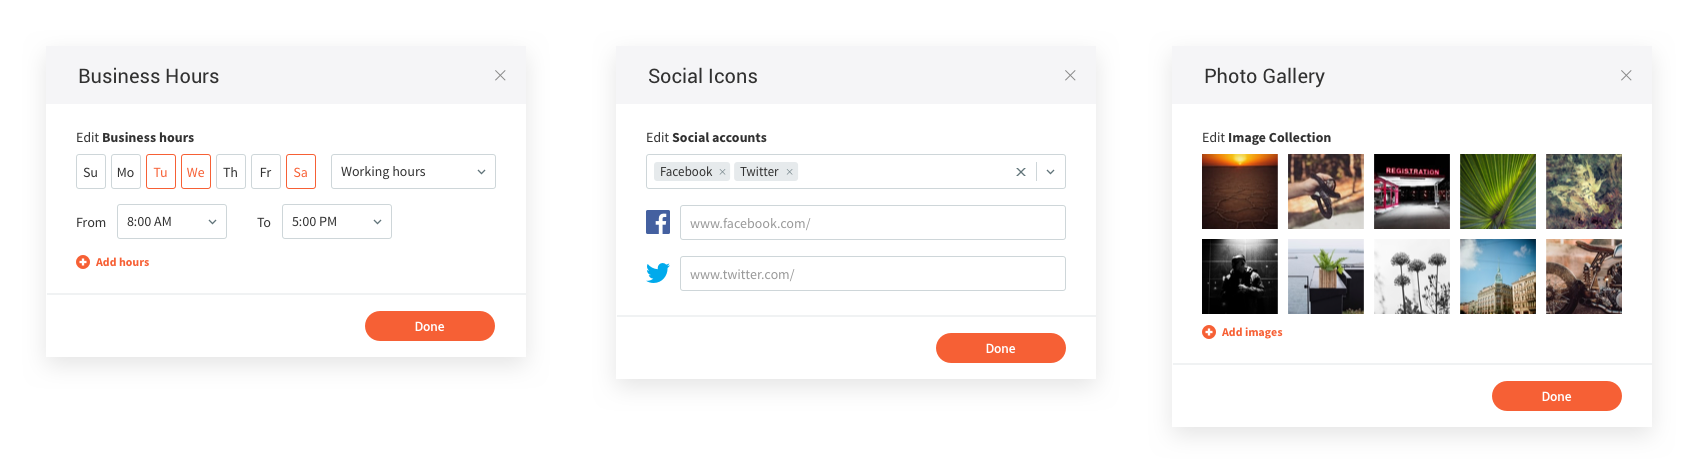 Business Hours
Edit Business hours
Su Mo Tu We Th Fr Sa Working hours
From 8:00 AM To 5:00 PM
Add hours
Done
Social Icons
Edit Social accounts
Facebook × Twitter ×
www.facebook.com/
www.twitter.com/
Done
Photo Gallery
Edit Image Collection
REGISTRATION
Add images
Done